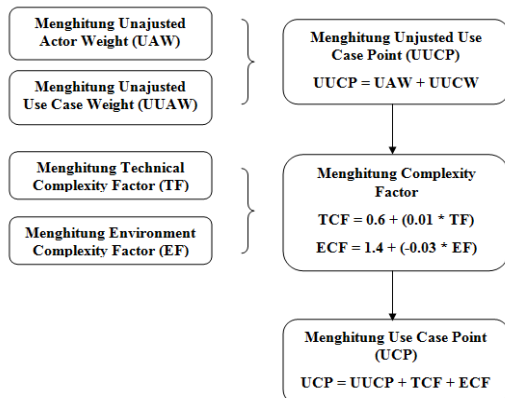 Menghitung Unajusted
Actor Weight (UAW)
Menghitung Unajusted
Use Case Weight (UUAW)
Menghitung Unjusted Use
Case Point (UUCP)
UUCP = UAW + UUCW
Menghitung Technical
Complexity Factor (TF)
Menghitung Environment
Complexity Factor (EF)
Menghitung Complexity
Factor
TCF = 0.6 + (0.01 * TF)
ECF = 1.4 + (-0.03 * EF)
Menghitung Use Case Point
(UCP)
UCP = UUCP + TCF + ECF